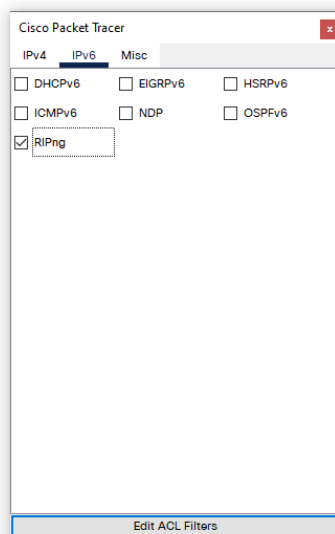 Cisco Packet Tracer x
IPv4 IPv6 Misc
DHCPv6 EIGRPv6 HSRPv6
ICMPv6 NDP OSPFv6
RIPng
Edit ACL Filters